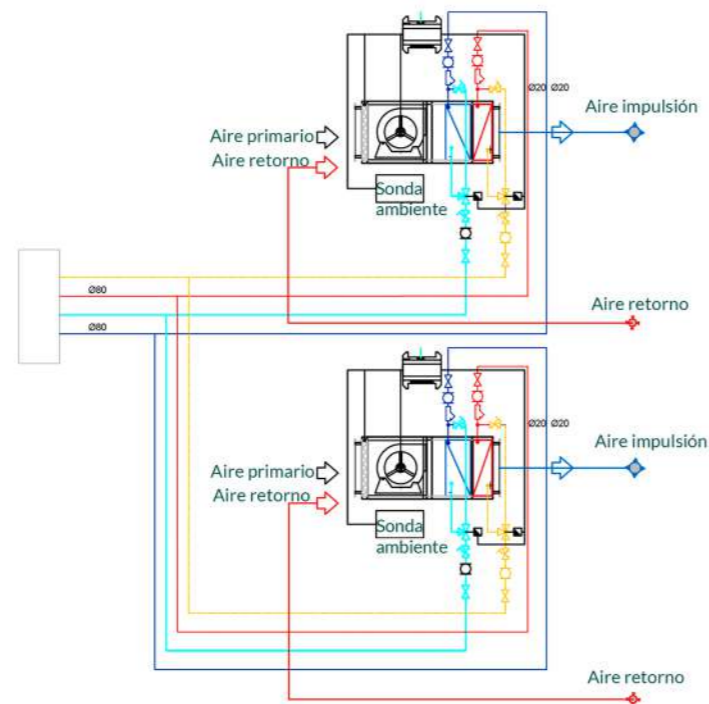 Ø20 Ø20
Aire impulsión
Aire primario
Aire retorno
Sonda
ambiente
Ø80
Aire retorno
Ø80
Ø20 Ø20
Aire impulsión
Aire primario
Aire retorno
Sonda
ambiente
Aire retorno